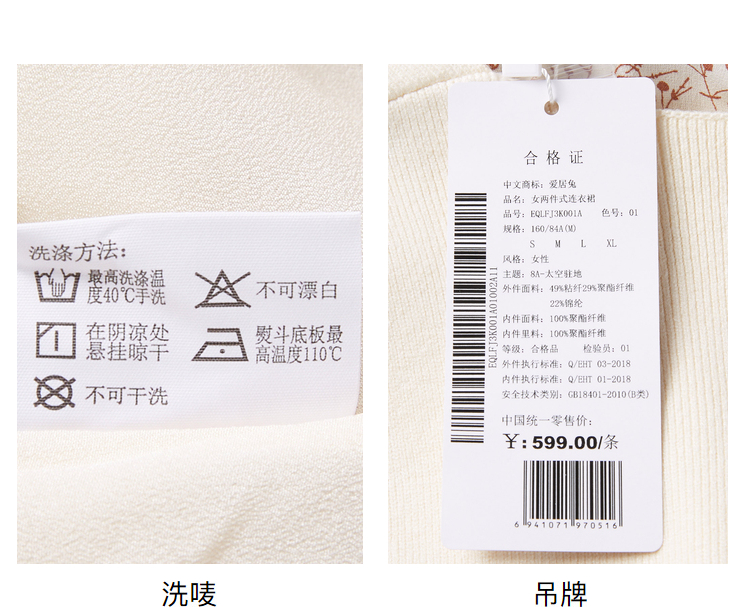 洗涤方法:
最高洗涤温
度40℃手洗
不可漂白
在阴凉处
悬挂晾干
熨斗底板最
高温度110℃
不可干洗
合格证
中文商标: 爱居兔
品名: 女两件式连衣裙
品号: EQLFJ3K001A 色号: 01
规格: 160/84A(M)
S M L XL
风格: 女性
主题: 8A-太空驻地
外件面料: 49%粘纤29%聚酯纤维
22%锦纶
内件面料: 100%聚酯纤维
内件里料: 100%聚酯纤维
等级: 合格品 检验员: 01
外件执行标准: Q/EHT 03-2018
内件执行标准: Q/EHT 01-2018
安全技术类别: GB18401-2010(B类)
中国统一零售价:
¥: 599.00/条
EQLFJ3K001A01002A11
6 941071 970516
洗唛
吊牌